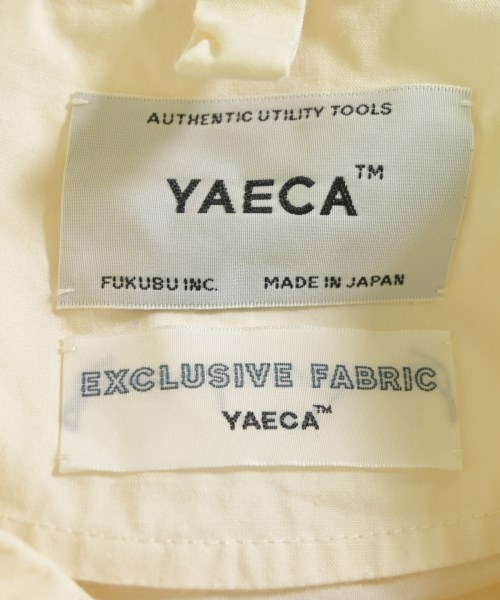 AUTHENTIC UTILITY TOOLS
YAECA™
FUKUBU INC. MADE IN JAPAN
EXCLUSIVE FABRIC
YAECA™